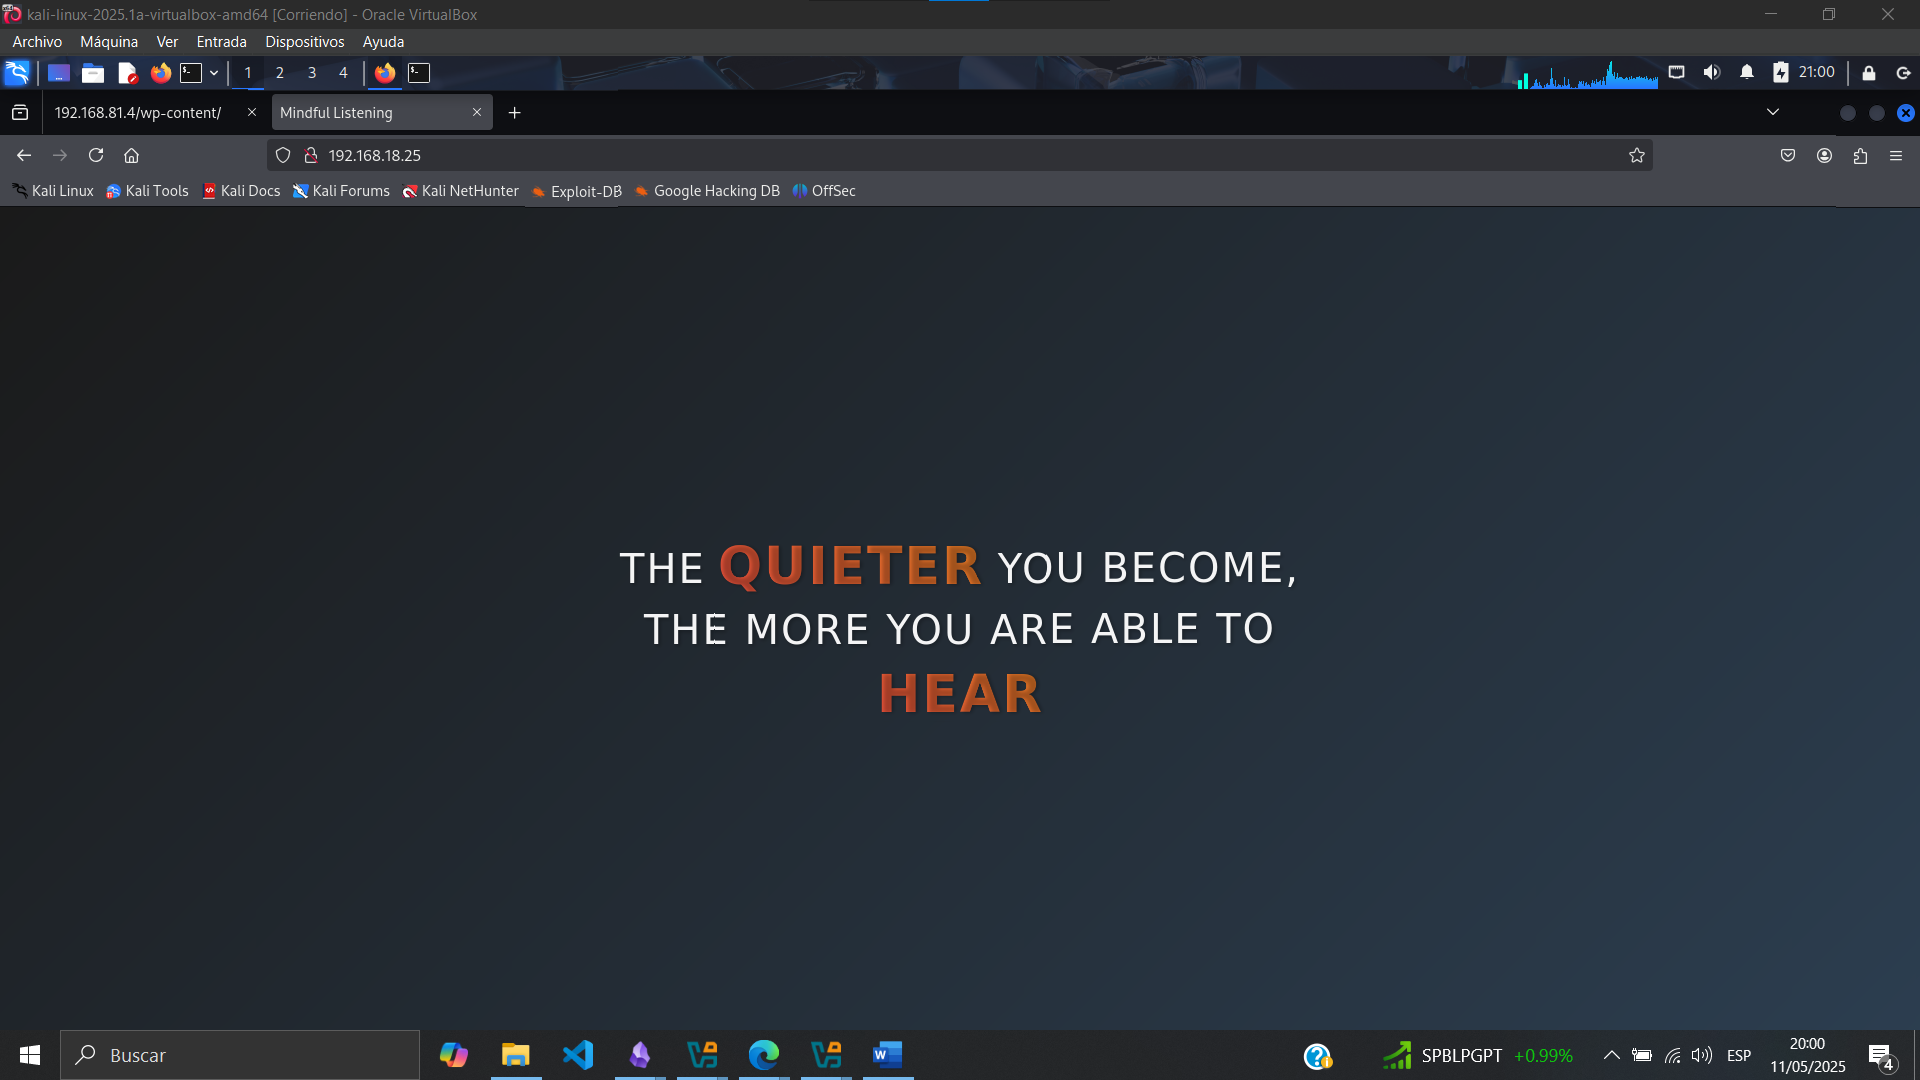 kali-linux-2025.1a-virtualbox-amd64 [Corriendo] - Oracle VirtualBox
Archivo Máquina Ver Entrada Dispositivos Ayuda
1 2 3 4 21:00
192.168.81.4/wp-content/ Mindful Listening
192.168.18.25
Kali Linux Kali Tools Kali Docs Kali Forums Kali NetHunter Exploit-DB Google Hacking DB OffSec
THE QUIETER YOU BECOME,
THE MORE YOU ARE ABLE TO
HEAR
Buscar SPBLPGPT +0.99% ESP 20:00
11/05/2025 4